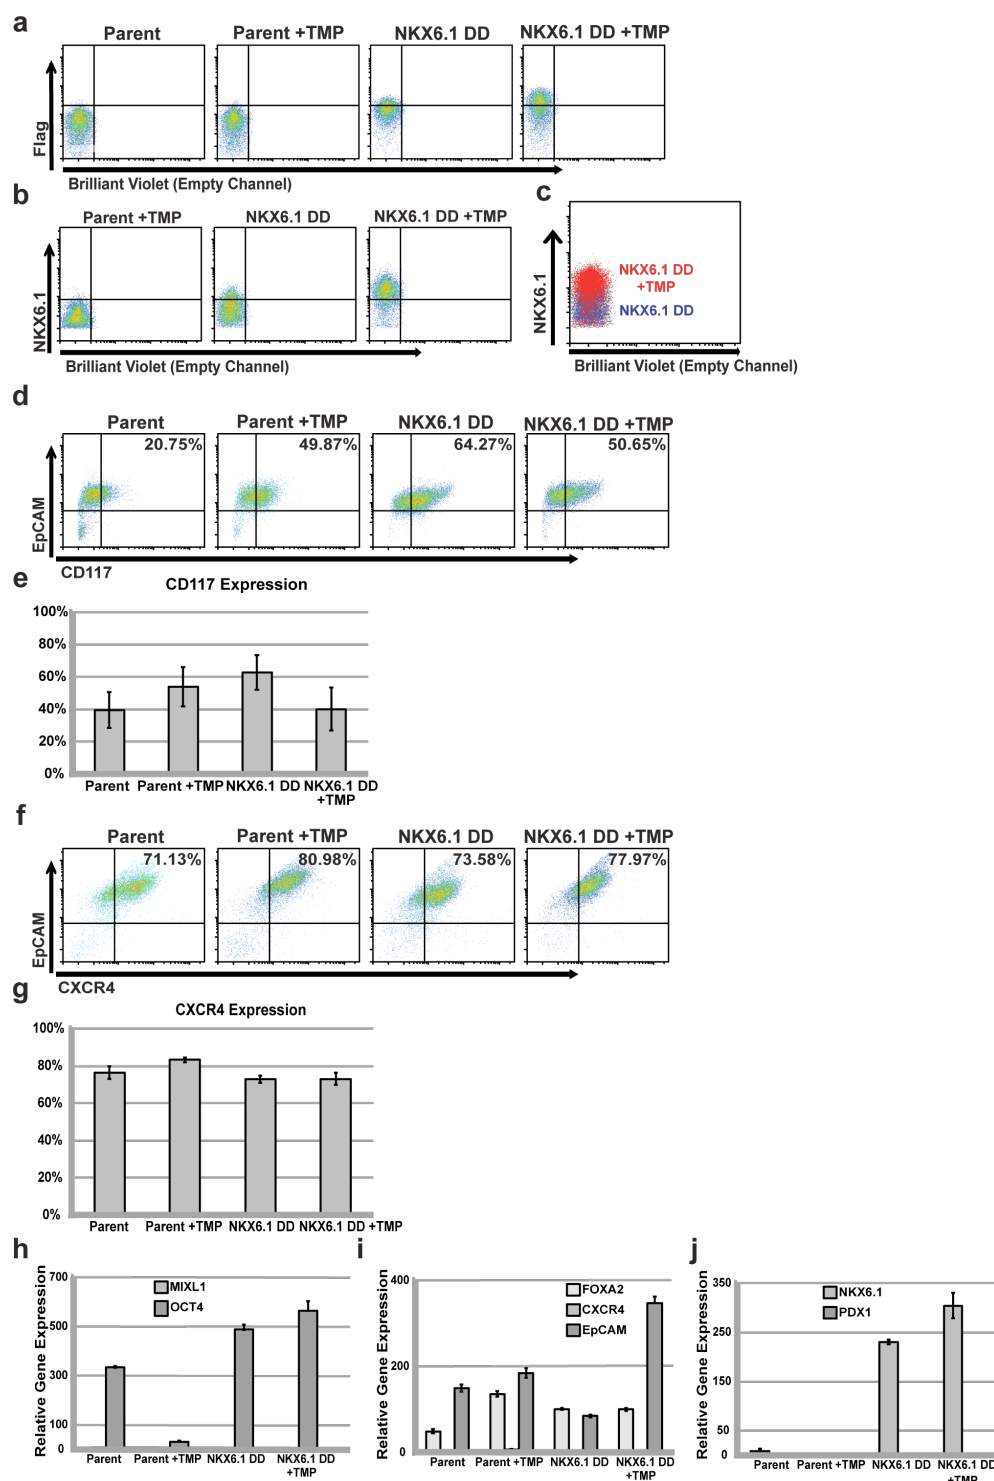 a
Parent
Parent +TMP
NKX6.1 DD
NKX6.1 DD +TMP
Flag
Brilliant Violet (Empty Channel)
b
Parent +TMP
NKX6.1 DD
NKX6.1 DD +TMP
NKX6.1
Brilliant Violet (Empty Channel)
c
NKX6.1
NKX6.1 DD
+TMP
NKX6.1 DD
Brilliant Violet (Empty Channel)
d
Parent
Parent +TMP
NKX6.1 DD
NKX6.1 DD +TMP
20.75%
49.87%
64.27%
50.65%
EpCAM
CD117
e
CD117 Expression
100%
80%
60%
40%
20%
0%
Parent
Parent +TMP
NKX6.1 DD
NKX6.1 DD
+TMP
f
Parent
Parent +TMP
NKX6.1 DD
NKX6.1 DD +TMP
71.13%
80.98%
73.58%
77.97%
EpCAM
CXCR4
g
CXCR4 Expression
100%
80%
60%
40%
20%
0%
Parent
Parent +TMP
NKX6.1 DD
NKX6.1 DD +TMP
h
Relative Gene Expression
700
500
300
100
0
MIXL1
OCT4
Parent
Parent +TMP
NKX6.1 DD
NKX6.1 DD
+TMP
i
Relative Gene Expression
400
200
0
FOXA2
CXCR4
EpCAM
Parent
Parent +TMP
NKX6.1 DD
NKX6.1 DD
+TMP
j
Relative Gene Expression
350
250
150
50
0
NKX6.1
PDX1
Parent
Parent +TMP
NKX6.1 DD
NKX6.1 DD
+TMP